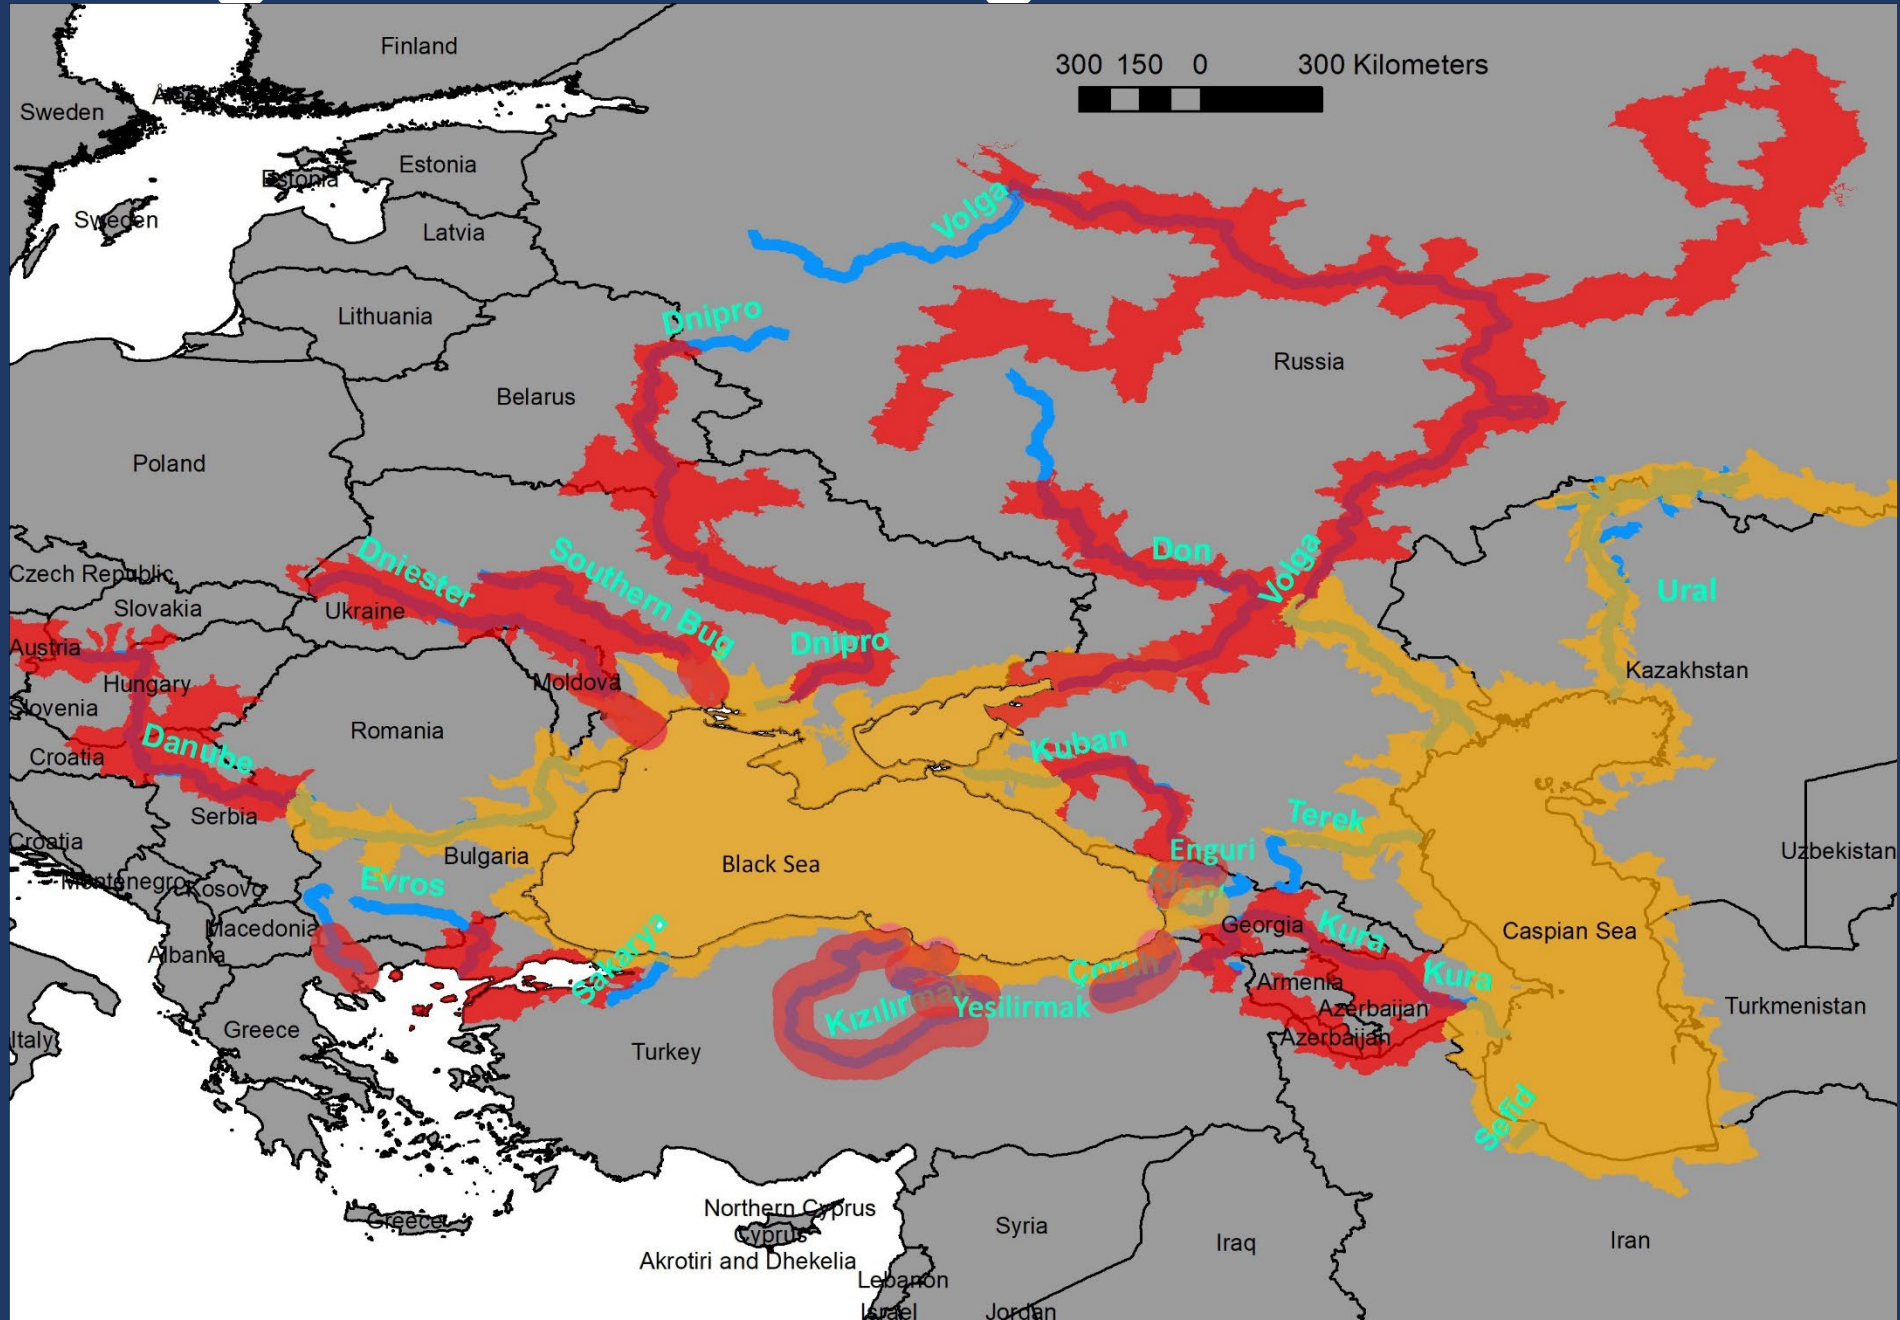 Finland
300 150 0 300 Kilometers
Sweden
Estonia
Estonia
Volga
Sweden
Latvia
Dnipro
Lithuania
Russia
Belarus
Poland
Dniester
Southern Bug
Don
Volga
Czech Republic
Slovakia
Ukraine
Ural
Austria
Dnipro
Kazakhstan
Hungary
Moldova
Slovenia
Danube
Romania
Kuban
Croatia
Serbia
Terek
Croatia
Bulgaria
Black Sea
Enguri
Uzbekistan
Montenegro
Kosovo
Evros
Macedonia
Sakarya
Georgia
Kura
Caspian Sea
Albania
Çoruh
Kura
Armenia
Kızılırmak
Yesilirmak
Azerbaijan
Turkmenistan
Greece
Azerbaijan
Italy
Turkey
Sefid
Northern Cyprus
Greece
Cyprus
Syria
Iraq
Iran
Akrotiri and Dhekelia
Lebanon
Israel
Jordan